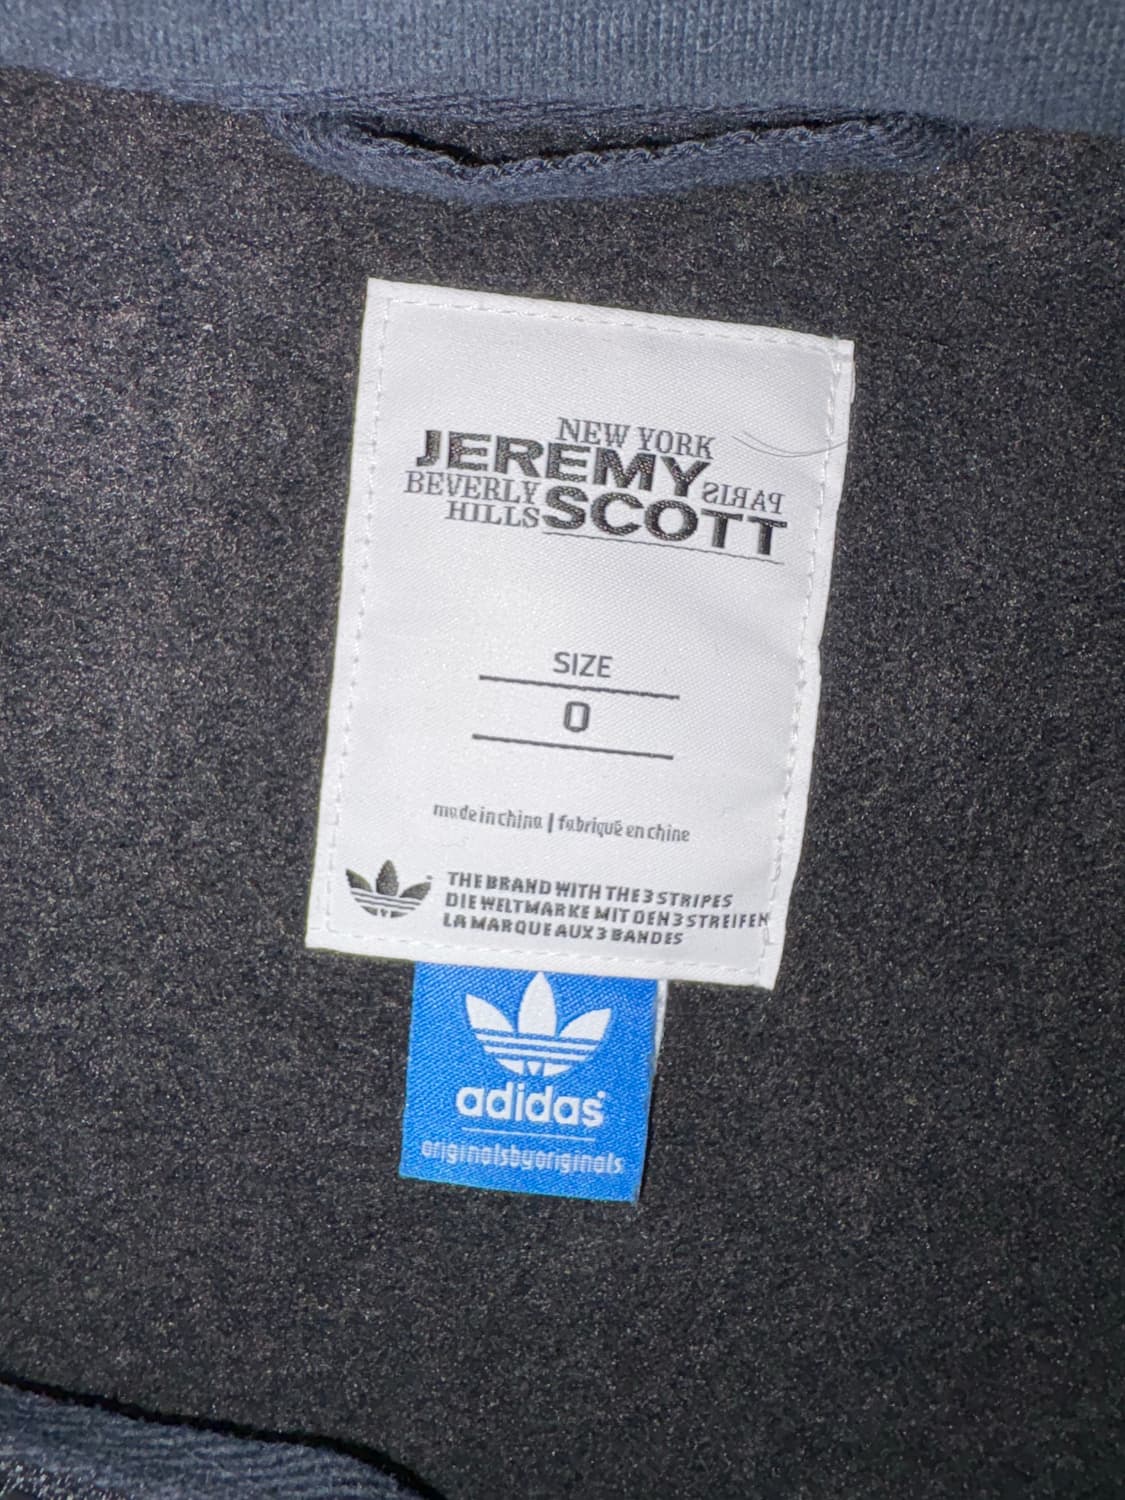 NEW YORK
JEREMY
PARIS
BEVERLY
HILLS
SCOTT
SIZE
0
made in china | fabriqué en chine
THE BRAND WITH THE 3 STRIPES
DIE WELTMARKE MIT DEN 3 STREIFEN
LA MARQUE AUX 3 BANDES
adidas
originalsbyoriginals